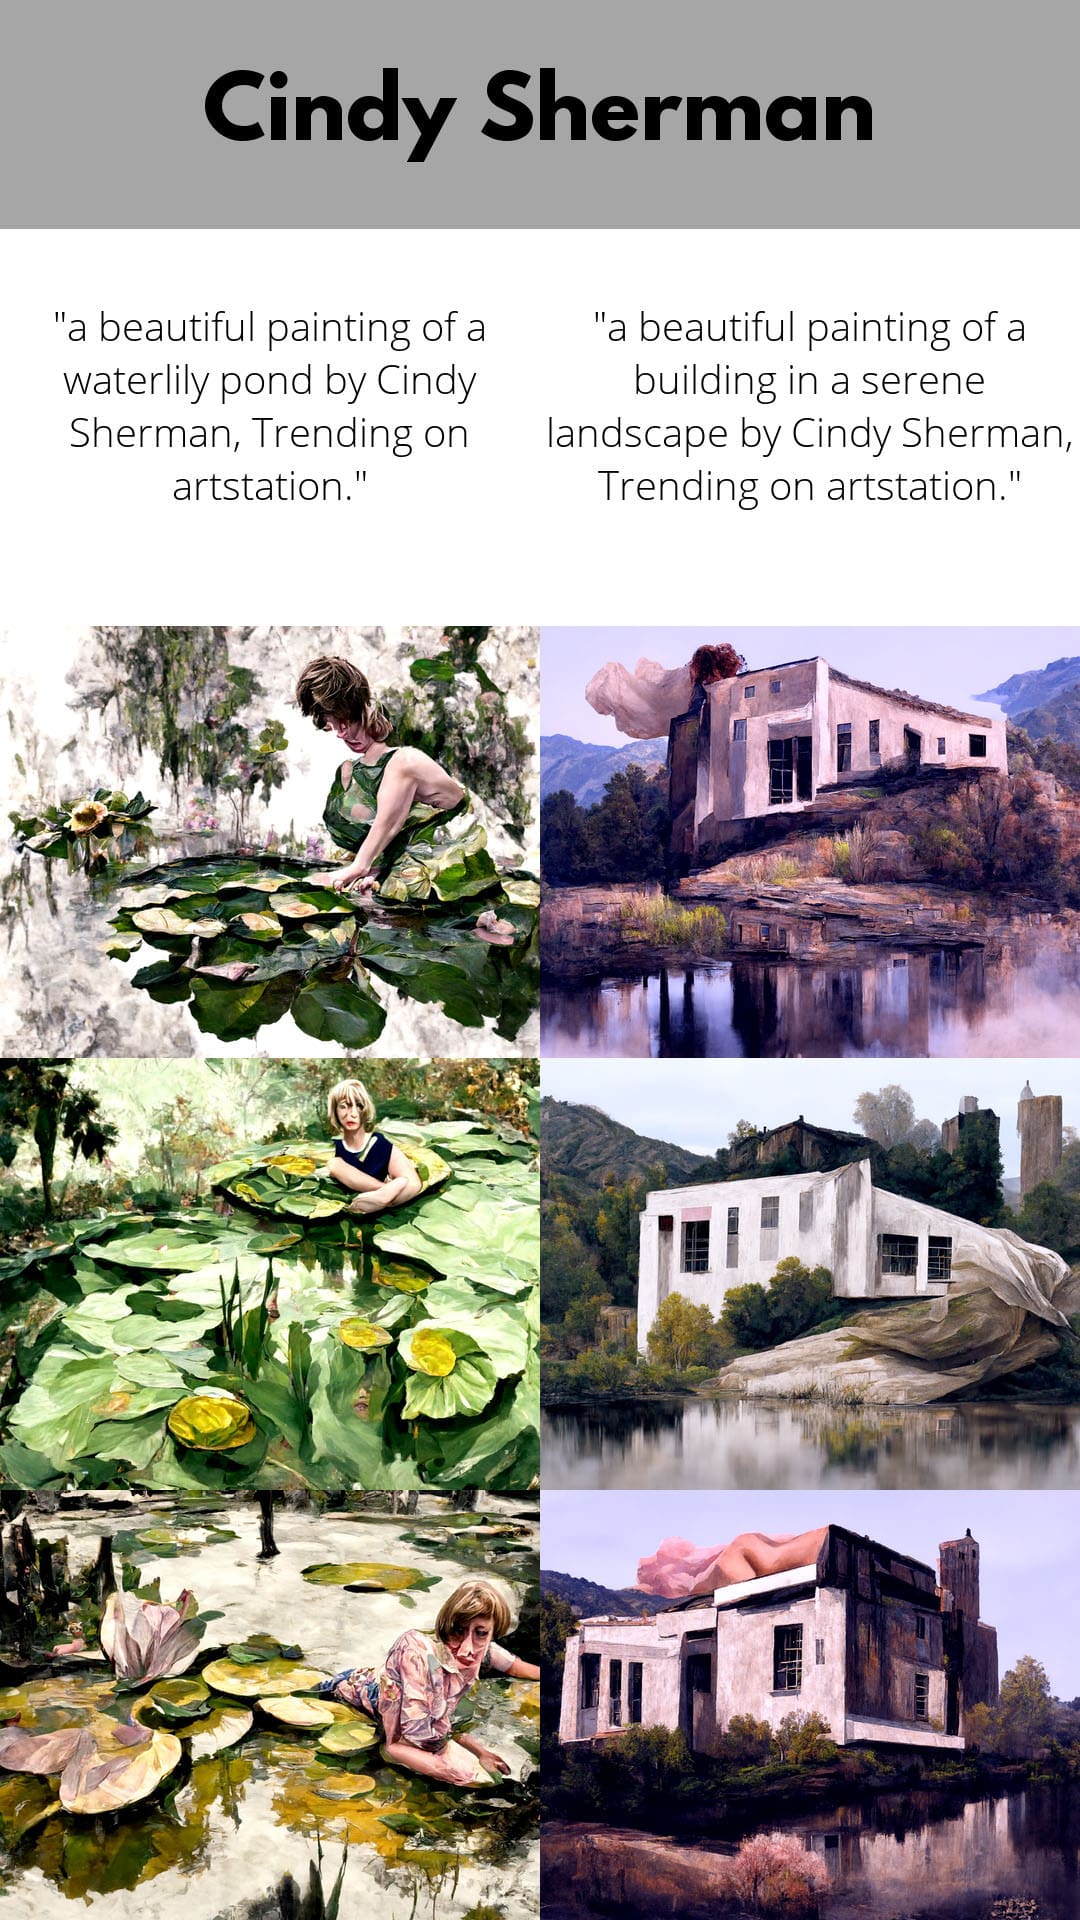 Cindy Sherman
"a beautiful painting of a
waterlily pond by Cindy
Sherman, Trending on
artstation."
"a beautiful painting of a
building in a serene
landscape by Cindy Sherman,
Trending on artstation."